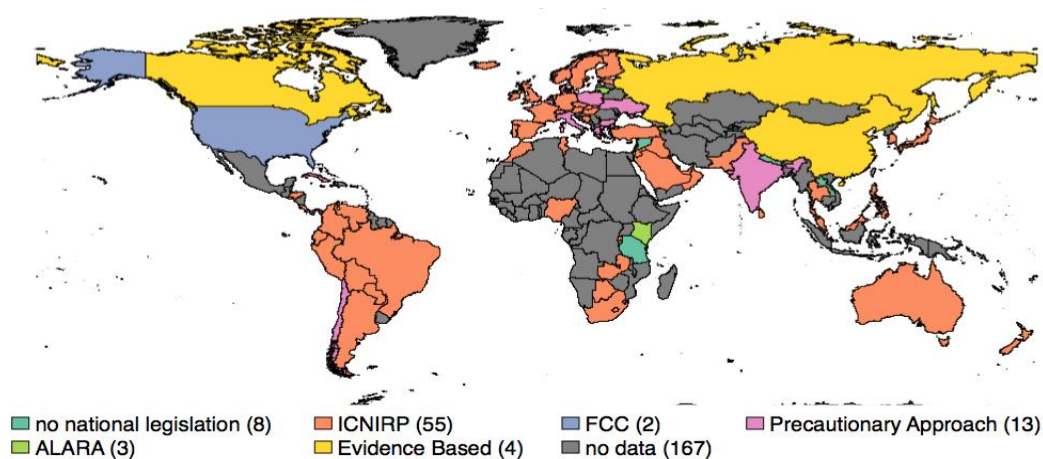 no national legislation (8) ICNIRP (55) FCC (2) Precautionary Approach (13)
ALARA (3) Evidence Based (4) no data (167)